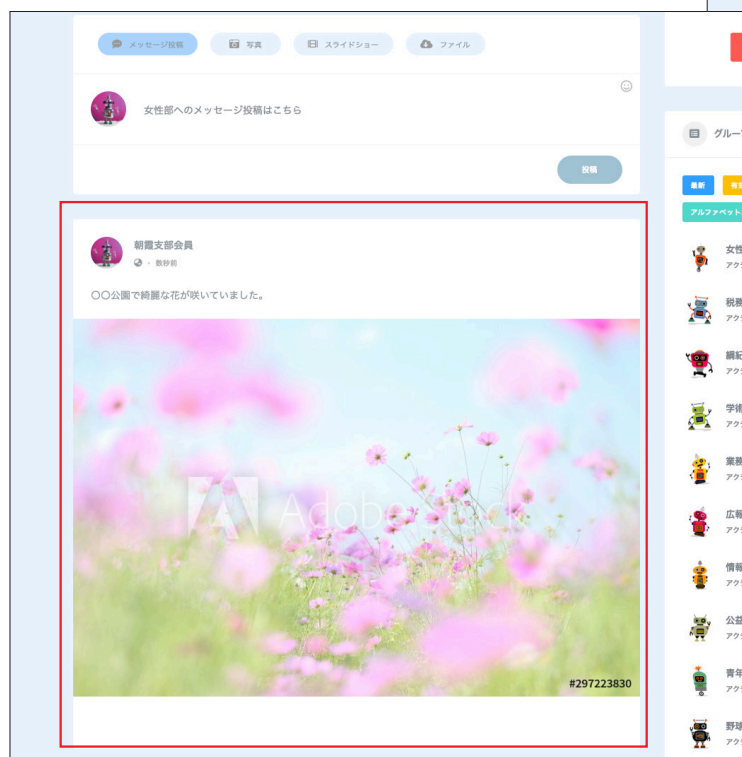 メッセージ投稿
写真
スライドショー
ファイル
女性部へのメッセージ投稿はこちら
投稿
朝霞支部会員
数秒前
〇〇公園で綺麗な花が咲いていました。
Adobe Stock
#297223830
グルー
最新
アルファベット
女性
アク
税務
アク
綱紀
アク
学術
アク
業務
アク
広報
アク
情報
アク
公益
アク
青年
アク
野球
アク